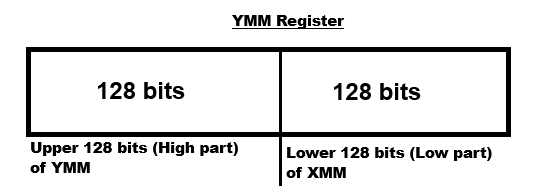 YMM Register
128 bits
128 bits
Upper 128 bits (High part)
of YMM
Lower 128 bits (Low part)
of XMM